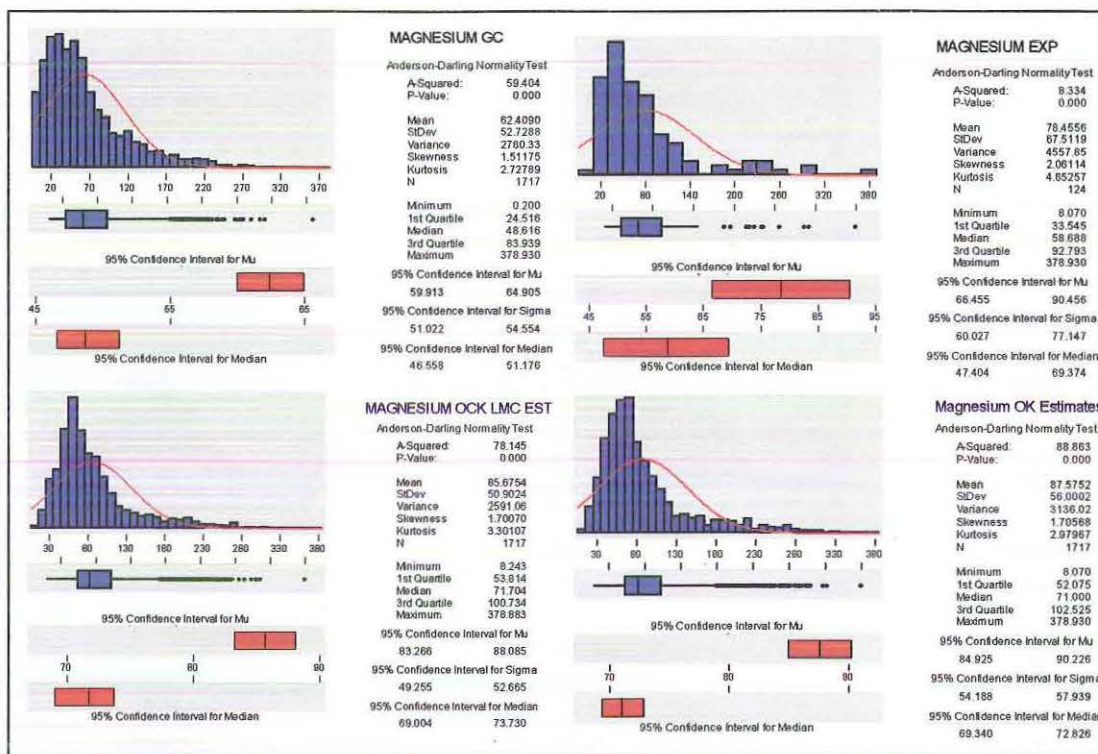 MAGNESIUM GC
Anderson-Darling Normality Test
A-Squared: 59.404
P-Value: 0.000
Mean 62.4090
StDev 52.7288
Variance 2780.33
Skewness 1.51175
Kurtosis 2.72789
N 1717
Minimum 0.200
1st Quartile 24.516
Median 48.616
3rd Quartile 83.939
Maximum 378.930
95% Confidence Interval for Mu
59.913 64.905
95% Confidence Interval for Sigma
51.022 54.554
95% Confidence Interval for Median
46.558 51.176
20 70 120 170 220 270 320 370
95% Confidence Interval for Mu
45 55 65
95% Confidence Interval for Median
MAGNESIUM EXP
Anderson-Darling Normality Test
A-Squared: 8.334
P-Value: 0.000
Mean 78.4556
StDev 67.5119
Variance 4557.85
Skewness 2.06114
Kurtosis 4.65257
N 124
Minimum 8.070
1st Quartile 33.545
Median 58.688
3rd Quartile 92.793
Maximum 378.930
95% Confidence Interval for Mu
66.455 90.456
95% Confidence Interval for Sigma
60.027 77.147
95% Confidence Interval for Median
47.404 69.374
20 80 140 200 260 320 380
95% Confidence Interval for Mu
45 55 65 75 85 95
95% Confidence Interval for Median
MAGNESIUM OCK LMC EST
Anderson-Darling Normality Test
A-Squared: 78.145
P-Value: 0.000
Mean 85.6754
StDev 50.9024
Variance 2591.06
Skewness 1.70070
Kurtosis 3.30107
N 1717
Minimum 8.243
1st Quartile 53.814
Median 71.704
3rd Quartile 100.734
Maximum 378.883
95% Confidence Interval for Mu
83.266 88.085
95% Confidence Interval for Sigma
49.255 52.665
95% Confidence Interval for Median
69.004 73.730
30 80 130 180 230 280 330 380
95% Confidence Interval for Mu
70 80 90
95% Confidence Interval for Median
Magnesium OK Estimates
Anderson-Darling Normality Test
A-Squared: 88.863
P-Value: 0.000
Mean 87.5752
StDev 56.0002
Variance 3136.02
Skewness 1.70568
Kurtosis 2.97967
N 1717
Minimum 8.070
1st Quartile 52.075
Median 71.000
3rd Quartile 102.525
Maximum 378.930
95% Confidence Interval for Mu
84.925 90.226
95% Confidence Interval for Sigma
54.188 57.939
95% Confidence Interval for Median
69.340 72.826
30 80 130 180 230 280 330 380
95% Confidence Interval for Mu
70 80 90
95% Confidence Interval for Median